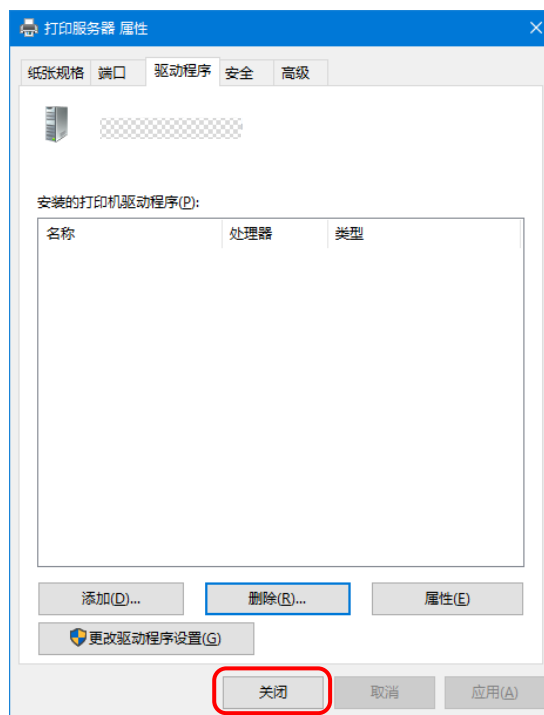 打印服务器 属性
纸张规格 端口 驱动程序 安全 高级
安装的打印机驱动程序(P):
名称 处理器 类型
添加(D)... 删除(R)... 属性(E)
更改驱动程序设置(G)
关闭 取消 应用(A)